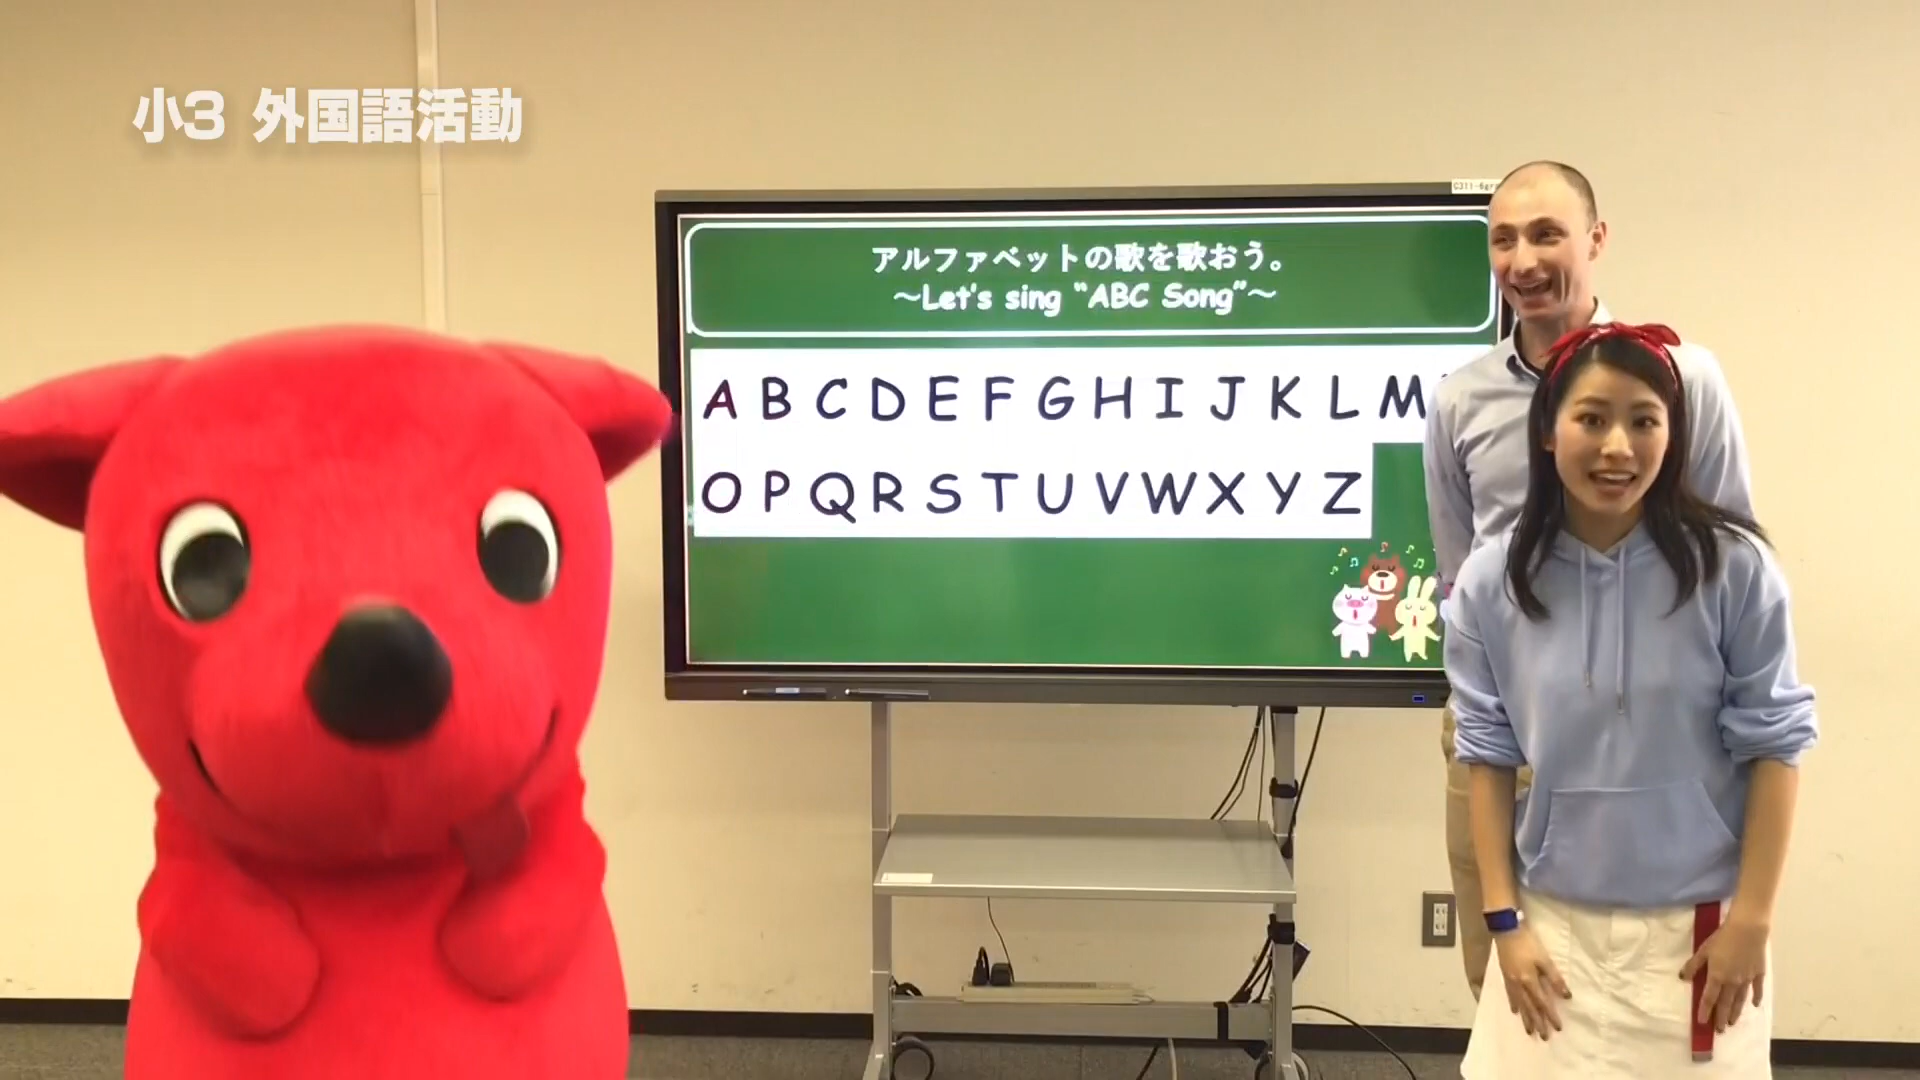 小3 外国語活動
アルファベットの歌を歌おう。
～Let's sing "ABC Song"～
A B C D E F G H I J K L M
O P Q R S T U V W X Y Z